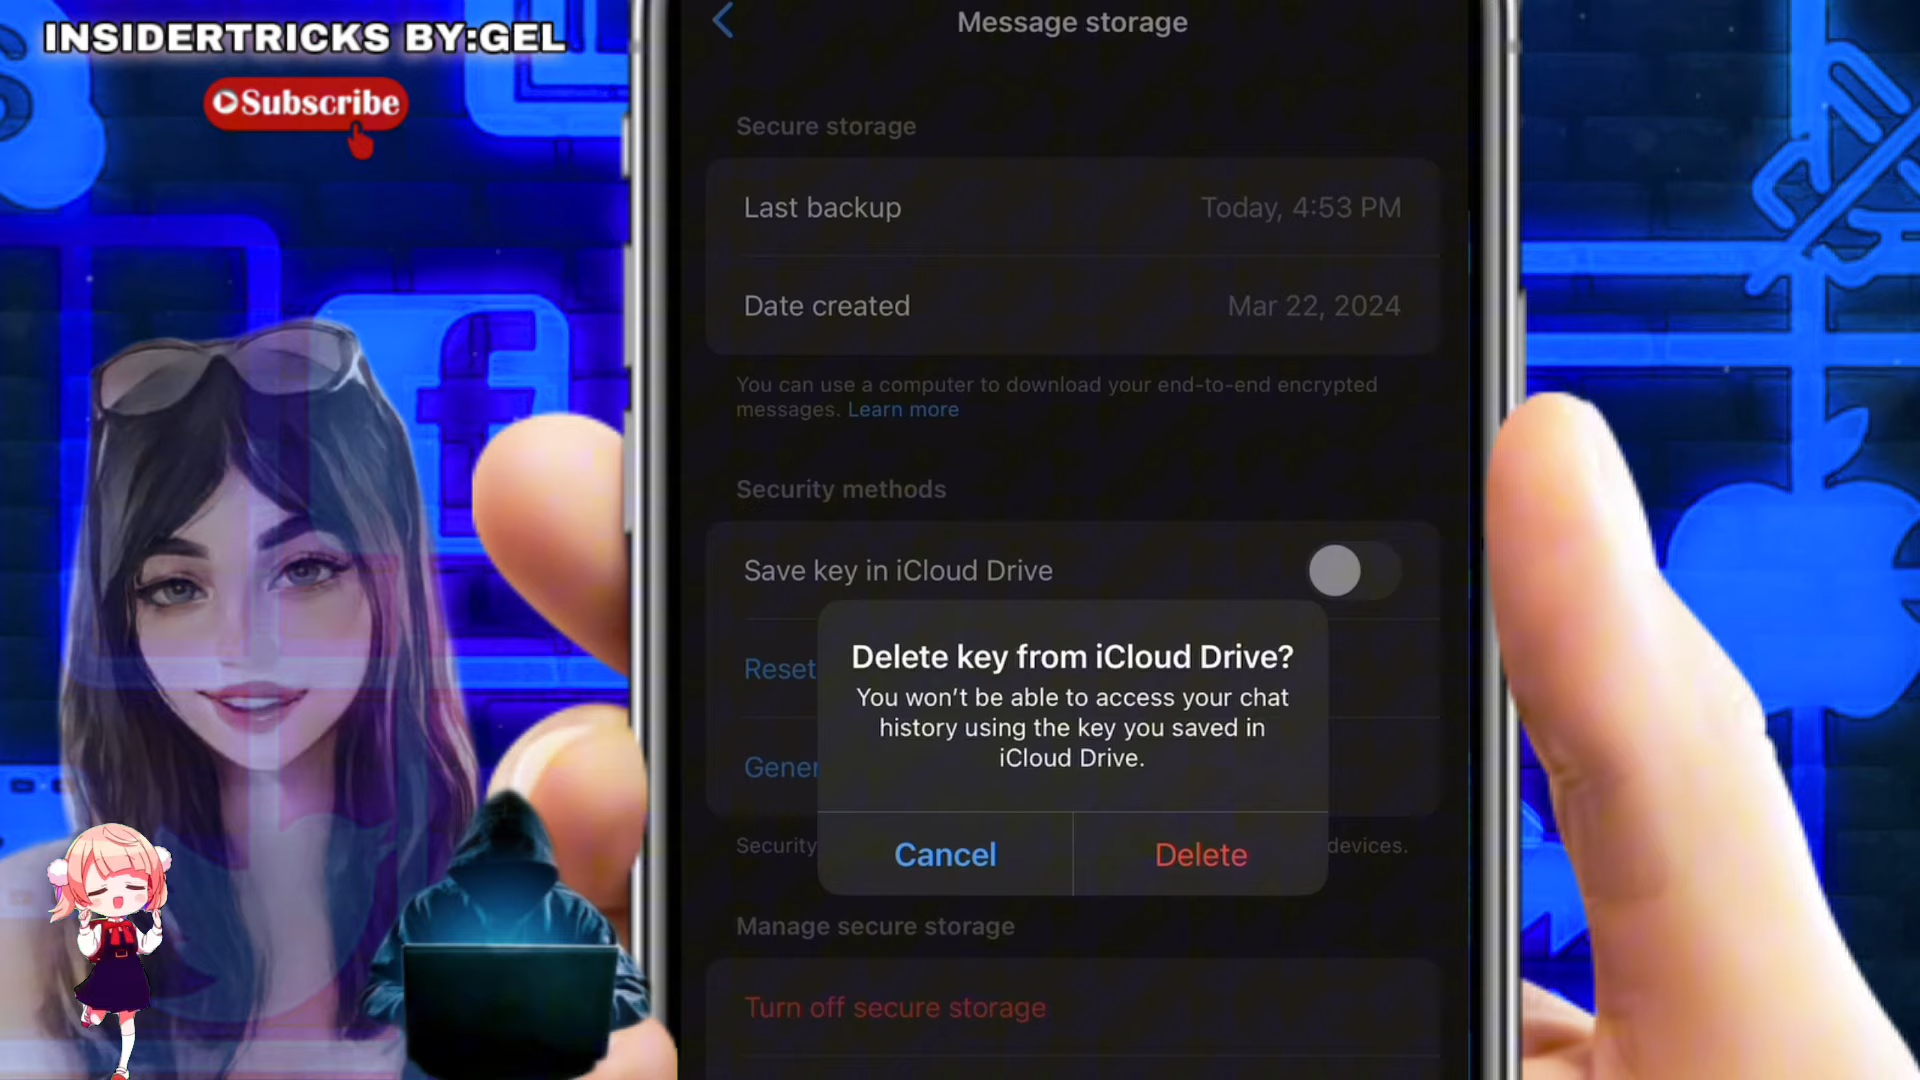 INSIDERTRICKS BY:GEL
Subscribe
Message storage
Secure storage
Last backup
Today, 4:53 PM
Date created
Mar 22, 2024
You can use a computer to download your end-to-end encrypted
messages. Learn more
Security methods
Save key in iCloud Drive
Reset
Delete key from iCloud Drive?
You won't be able to access your chat
history using the key you saved in
iCloud Drive.
Gener
Cancel
Delete
Security
devices.
Manage secure storage
Turn off secure storage